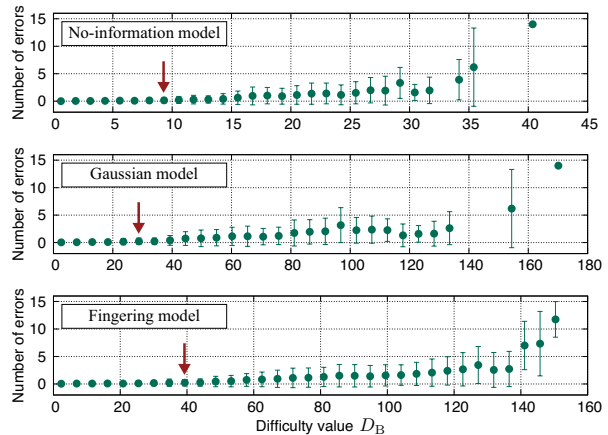 Number of errors
15
10
5
0
No-information model
0 5 10 15 20 25 30 35 40 45
Number of errors
15
10
5
0
Gaussian model
0 20 40 60 80 100 120 140 160 180
Number of errors
15
10
5
0
Fingering model
0 20 40 60 80 100 120 140 160
Difficulty value D_B